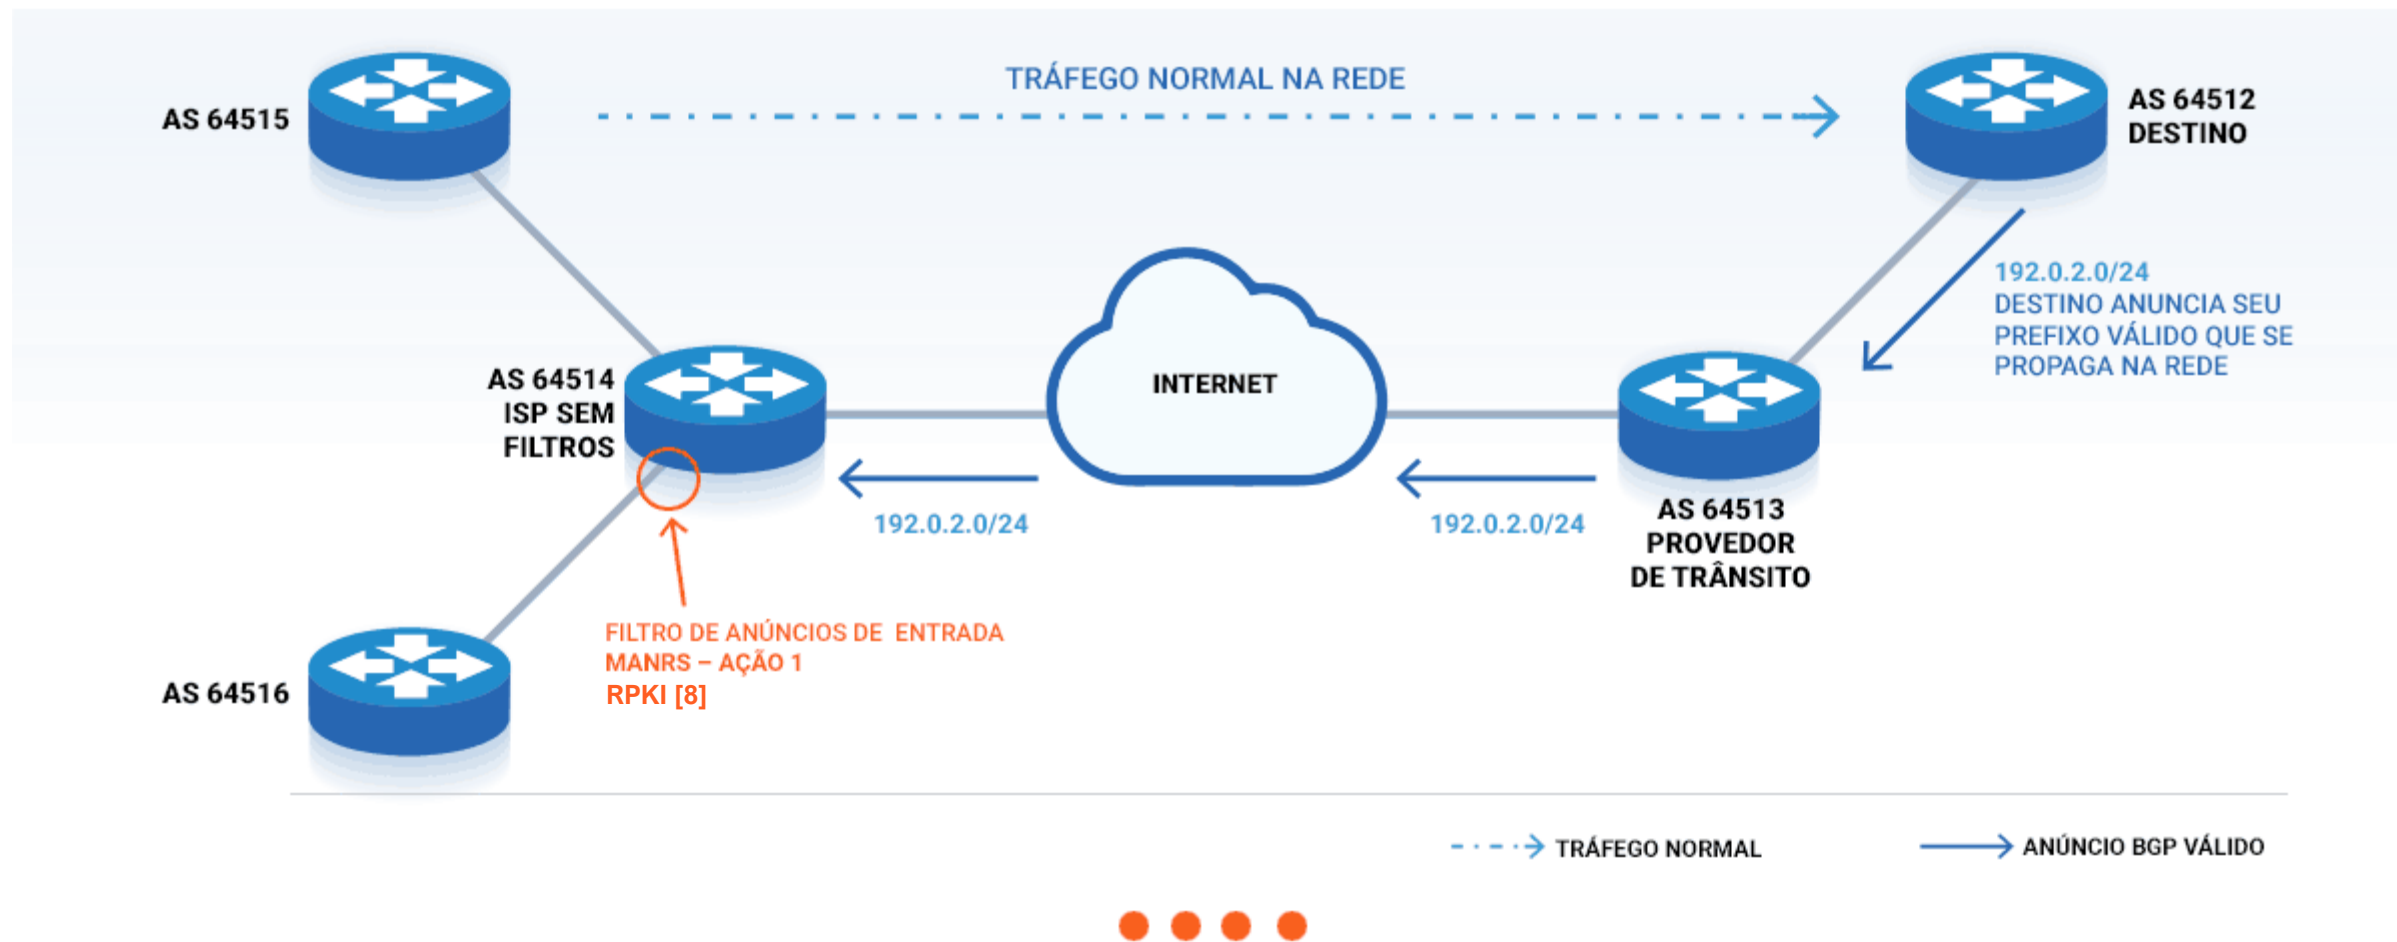 TRÁFEGO NORMAL NA REDE
AS 64515
AS 64512
DESTINO
192.0.2.0/24
DESTINO ANUNCIA SEU
PREFIXO VÁLIDO QUE SE
PROPAGA NA REDE
AS 64514
ISP SEM
FILTROS
INTERNET
192.0.2.0/24
192.0.2.0/24
AS 64513
PROVEDOR
DE TRÂNSITO
FILTRO DE ANÚNCIOS DE ENTRADA
MANRS – AÇÃO 1
RPKI [8]
AS 64516
TRÁFEGO NORMAL
ANÚNCIO BGP VÁLIDO